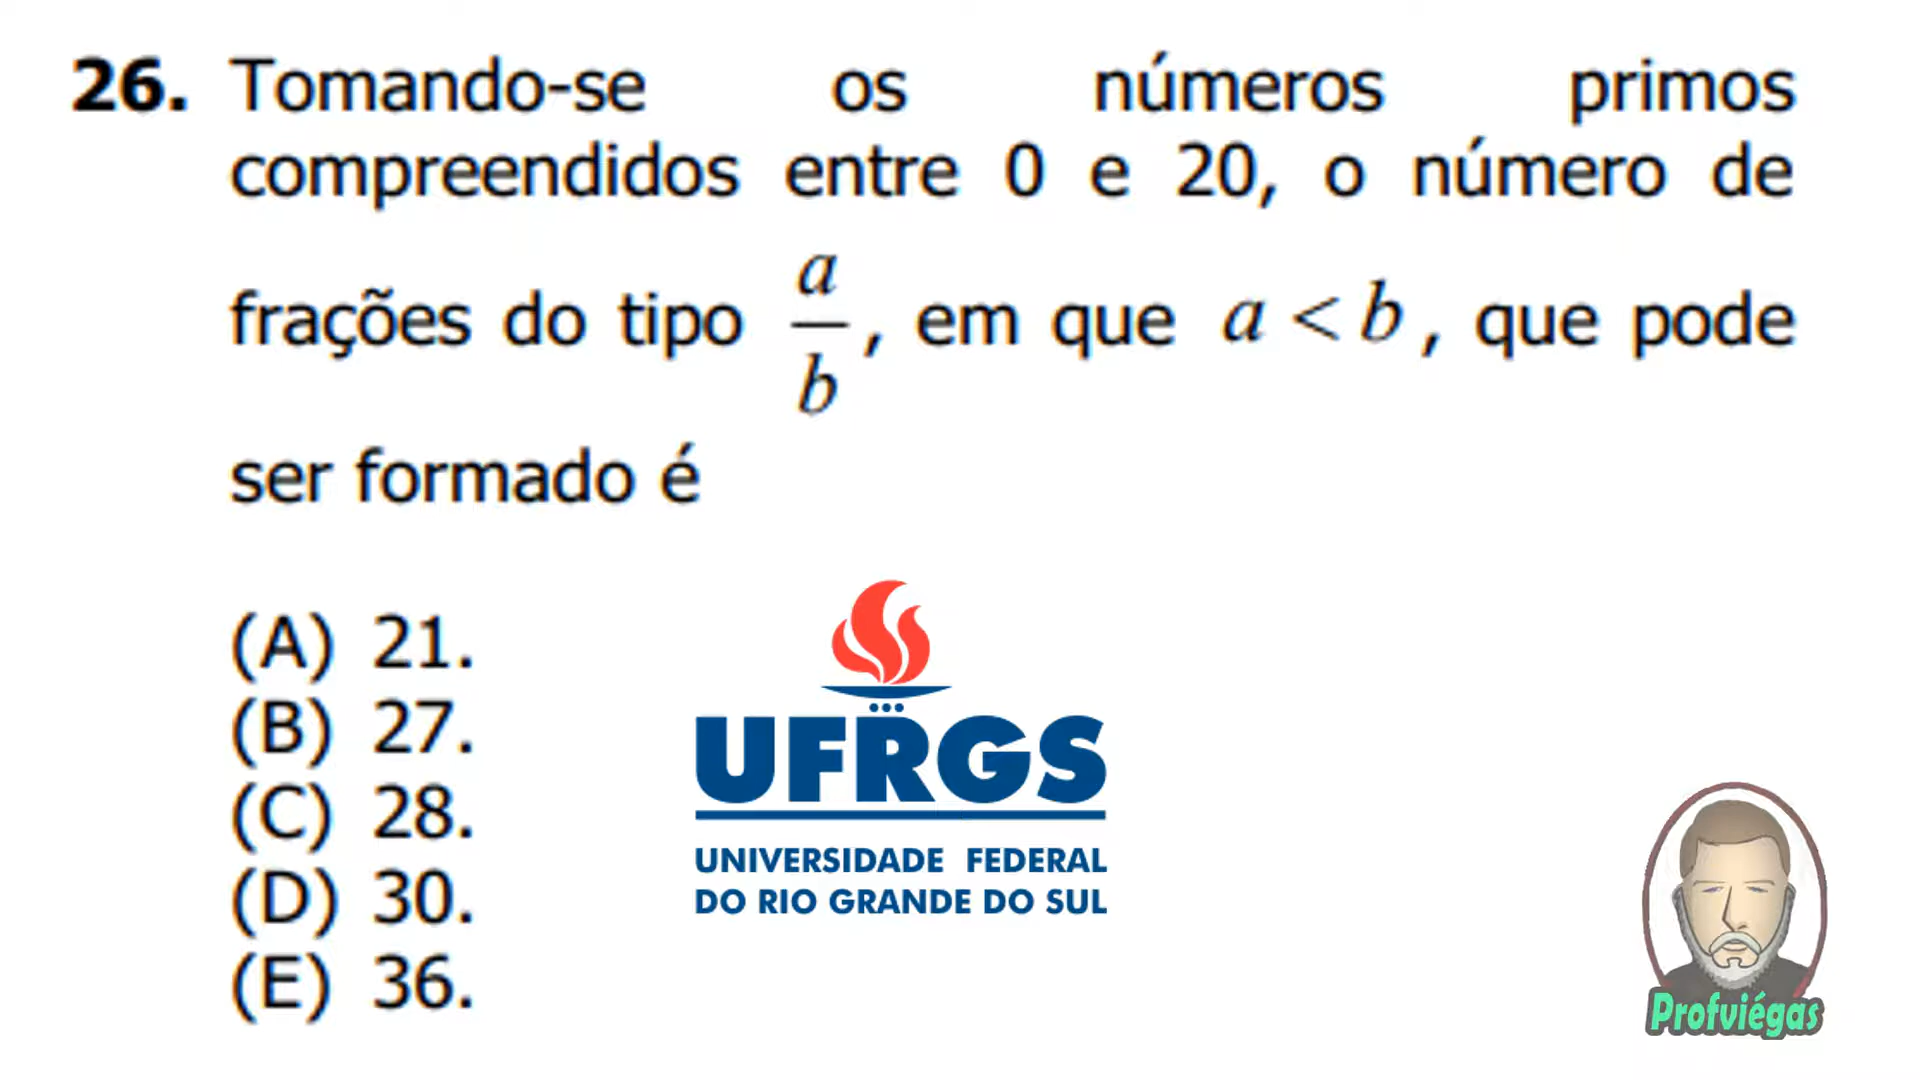 26. Tomando-se os números primos
compreendidos entre 0 e 20, o número de
frações do tipo a/b, em que a < b, que pode
ser formado é
(A) 21.
(B) 27.
(C) 28.
(D) 30.
(E) 36.
UFRGS
UNIVERSIDADE FEDERAL
DO RIO GRANDE DO SUL
Profviégas